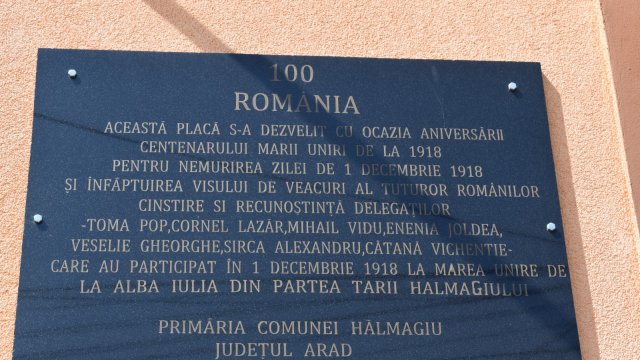 100
ROMÂNIA
ACEASTĂ PLACĂ S-A DEZVELIT CU OCAZIA ANIVERSĂRII
CENTENARULUI MARII UNIRI DE LA 1918
PENTRU NEMURIREA ZILEI DE 1 DECEMBRIE 1918
ȘI ÎNFĂPTUIREA VISULUI DE VEACURI AL TUTUROR ROMÂNILOR
CINSTIRE SI RECUNOȘTINȚĂ DELEGAȚILOR
-TOMA POP,CORNEL LAZĂR,MIHAIL VIDU,ENENIA JOLDEA,
VESELIE GHEORGHE,SIRCA ALEXANDRU,CĂTANĂ VICHENTIE-
CARE AU PARTICIPAT ÎN 1 DECEMBRIE 1918 LA MAREA UNIRE DE
LA ALBA IULIA DIN PARTEA TARII HALMAGIULUI
PRIMĂRIA COMUNEI HĂLMAGIU
JUDEȚUL ARAD